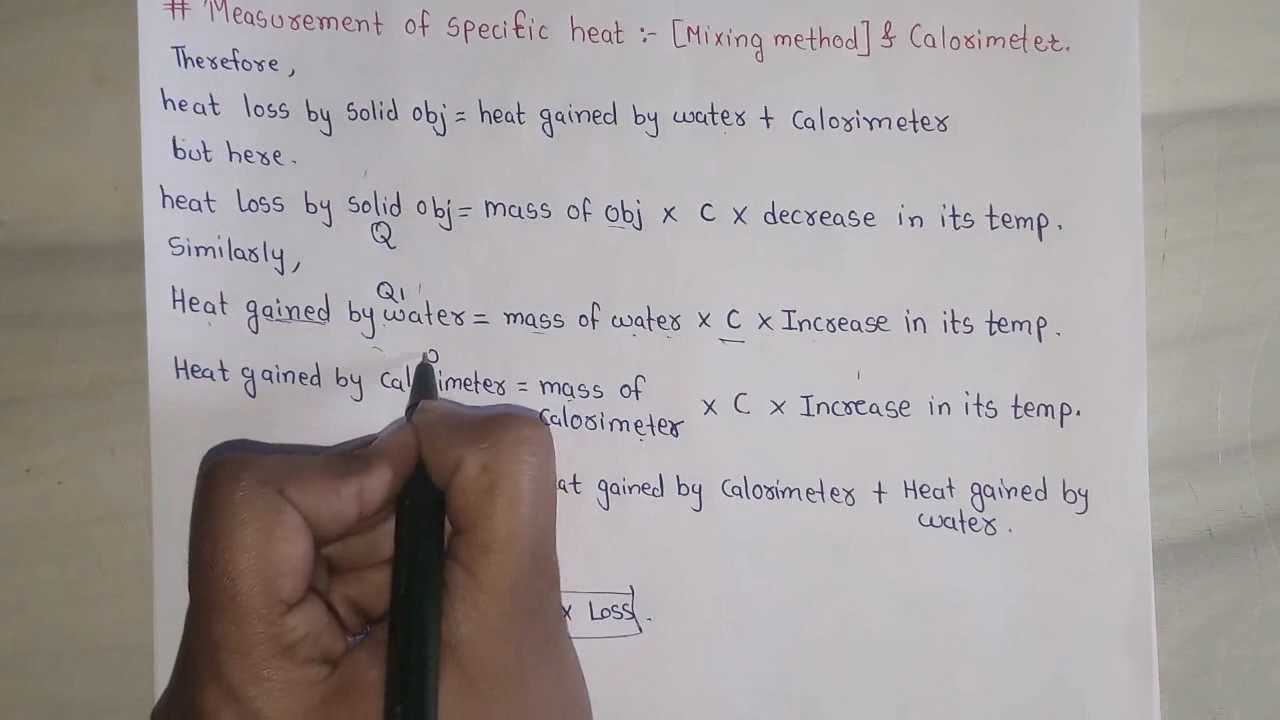 # Measurement of specific heat :- [Mixing method] & Calorimeter.
Therefore,
heat loss by solid obj = heat gained by water + Calorimeter
but here.
heat loss by solid obj = mass of obj x C x decrease in its temp.
Q
Similarly,
Q1
Heat gained by water = mass of water x C x Increase in its temp.
Heat gained by = mass of
calorimeter x C x Increase in its temp.
gained by Calorimeter + Heat gained by
water.
x Loss.